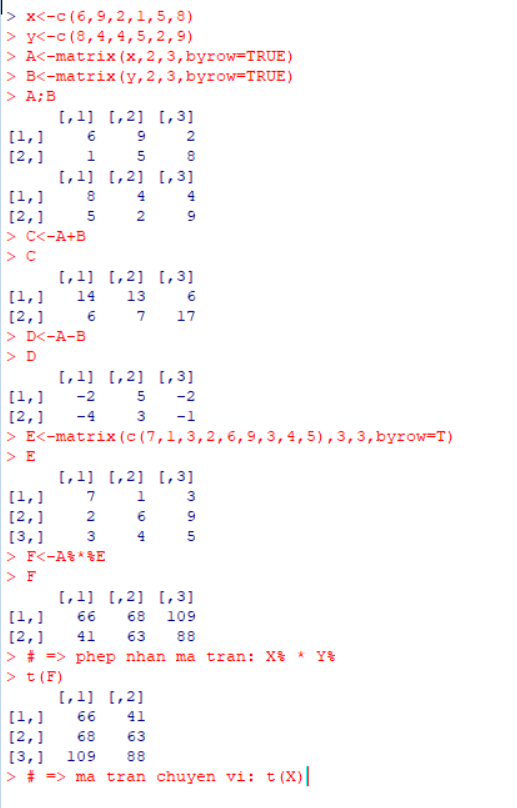 > x<-c(6,9,2,1,5,8)
> y<-c(8,4,4,5,2,9)
> A<-matrix(x,2,3,byrow=TRUE)
> B<-matrix(y,2,3,byrow=TRUE)
> A;B
     [,1] [,2] [,3]
[1,]    6    9    2
[2,]    1    5    8
     [,1] [,2] [,3]
[1,]    8    4    4
[2,]    5    2    9
> C<-A+B
> C
     [,1] [,2] [,3]
[1,]   14   13    6
[2,]    6    7   17
> D<-A-B
> D
     [,1] [,2] [,3]
[1,]   -2    5   -2
[2,]   -4    3   -1
> E<-matrix(c(7,1,3,2,6,9,3,4,5),3,3,byrow=T)
> E
     [,1] [,2] [,3]
[1,]    7    1    3
[2,]    2    6    9
[3,]    3    4    5
> F<-A%*%E
> F
     [,1] [,2] [,3]
[1,]   66   68  109
[2,]   41   63   88
> # => phep nhan ma tran: X% * Y%
> t(F)
     [,1] [,2]
[1,]   66   41
[2,]   68   63
[3,]  109   88
> # => ma tran chuyen vi: t(X)